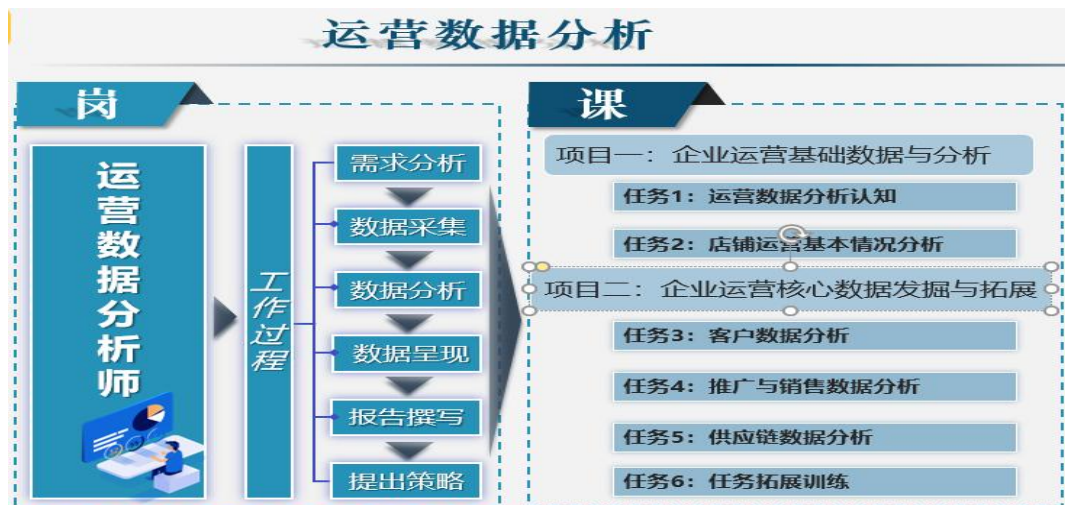 运营数据分析
岗
运营数据分析师
工作过程
需求分析
数据采集
数据分析
数据呈现
报告撰写
提出策略
课
项目一：企业运营基础数据与分析
任务1：运营数据分析认知
任务2：店铺运营基本情况分析
项目二：企业运营核心数据发掘与拓展
任务3：客户数据分析
任务4：推广与销售数据分析
任务5：供应链数据分析
任务6：任务拓展训练